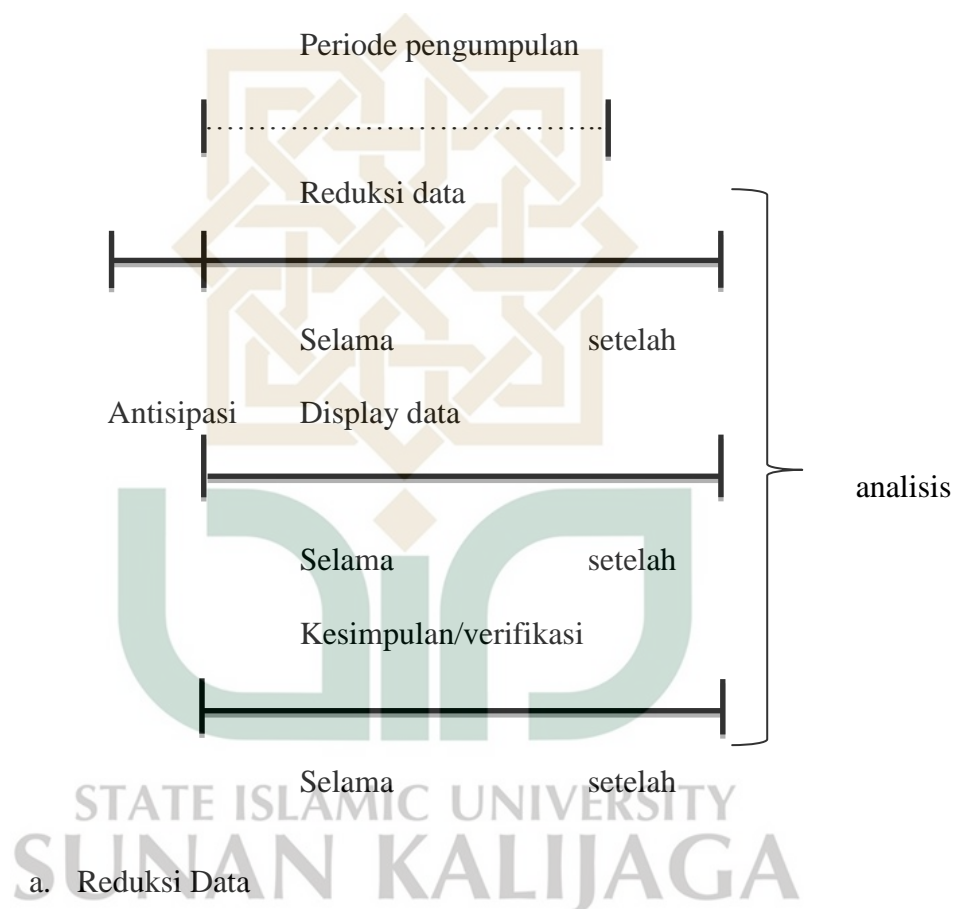 Periode pengumpulan
Reduksi data
Selama setelah
Antisipasi Display data
analisis
Selama setelah
Kesimpulan/verifikasi
Selama setelah
STATE ISLAMIC UNIVERSITY
SUNAN KALIJAGA
a. Reduksi Data